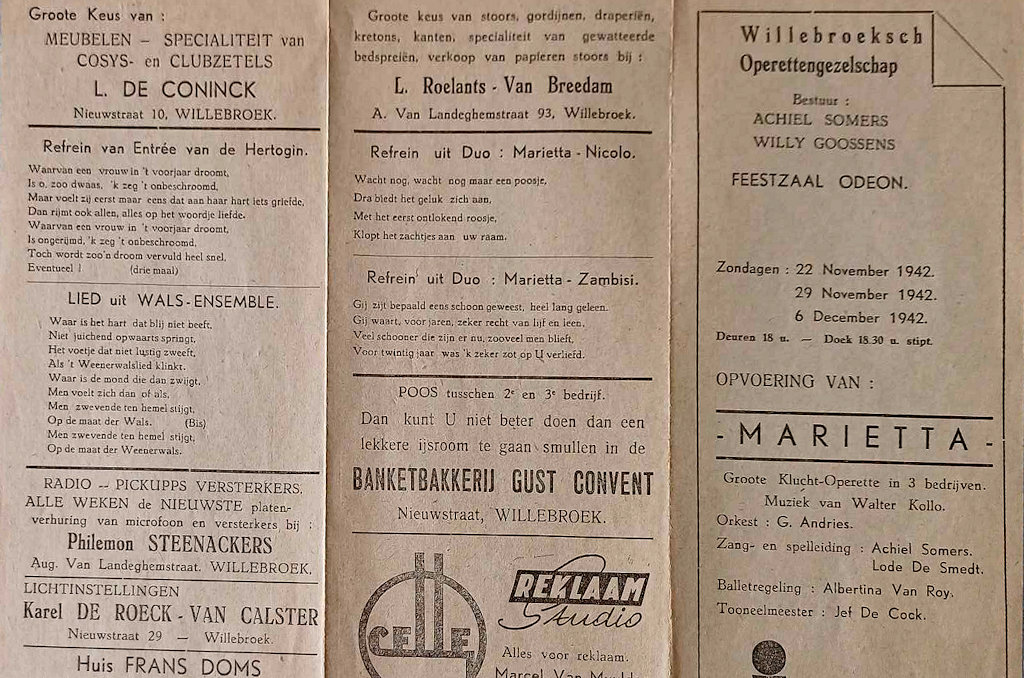 Groote Keus van :
MEUBELEN — SPECIALITEIT van
COSYS- en CLUBZETELS
L. DE CONINCK
Nieuwstraat 10, WILLEBROEK.
Refrein van Entrée van de Hertogin.
Waarvan een vrouw in 't voorjaar droomt,
Is o, zoo dwaas, 'k zeg 't onbeschroomd,
Maar voelt zij eerst maar eens dat aan haar hart iets griefde,
Dan rijmt ook allen, alles op het woordje liefde.
Waarvan een vrouw in 't voorjaar droomt,
Is ongerijmd, 'k zeg 't onbeschroomd,
Toch wordt zoo'n droom vervuld heel snel,
Eventueel ! (drie maal)
LIED uit WALS-ENSEMBLE.
Waar is het hart dat blij niet beeft,
Niet juichend opwaarts springt,
Het voetje dat niet lustig zweeft,
Als 't Weenerwalslied klinkt.
Waar is de mond die dan zwijgt,
Men voelt zich dan of als,
Men zwevende ten hemel stijgt,
Op de maat der Wals. (Bis)
Men zwevende ten hemel stijgt,
Op de maat der Weenerwals.
RADIO — PICKUPPS VERSTERKERS.
ALLE WEKEN de NIEUWSTE platen-
verhuring van microfoon en versterkers bij :
Philemon STEENACKERS
Aug. Van Landeghemstraat. WILLEBROEK.
LICHTINSTELLINGEN
Karel DE ROECK - VAN CALSTER
Nieuwstraat 29 — Willebroek.
Huis FRANS DOMS
Groote keus van stoors, gordijnen, draperiën,
kretons, kanten, specialiteit van gewatteerde
bedspreiën, verkoop van papieren stoors bij :
L. Roelants - Van Breedam
A. Van Landeghemstraat 93, Willebroek.
Refrein uit Duo : Marietta - Nicolo.
Wacht nog, wacht nog maar een poosje,
Dra biedt het geluk zich aan,
Met het eerst ontlokend roosje,
Klopt het zachtjes aan uw raam.
Refrein uit Duo : Marietta - Zambisi.
Gij zijt bepaald eens schoon geweest, heel lang geleen.
Gij waart, voor jaren, zeker recht van lijf en leen,
Veel schooner die zijn er nu, zooveel men blieft,
Voor twintig jaar was 'k zeker zot op U verliefd.
POOS tusschen 2e en 3e bedrijf.
Dan kunt U niet beter doen dan een
lekkere ijsroom te gaan smullen in de
BANKETBAKKERIJ GUST CONVENT
Nieuwstraat, WILLEBROEK.
CELLE
REKLAAM
Studio
Alles voor reklaam.
Marcel Van
Willebroeksch
Operettengezelschap
Bestuur :
ACHIEL SOMERS
WILLY GOOSSENS
FEESTZAAL ODEON.
Zondagen : 22 November 1942.
29 November 1942.
6 December 1942.
Deuren 18 u. — Doek 18.30 u. stipt.
OPVOERING VAN :
- MARIETTA -
Groote Klucht-Operette in 3 bedrijven.
Muziek van Walter Kollo.
Orkest : G. Andries.
Zang- en spelleiding : Achiel Somers.
Lode De Smedt.
Balletregeling : Albertina Van Roy.
Tooneelmeester : Jef De Cock.